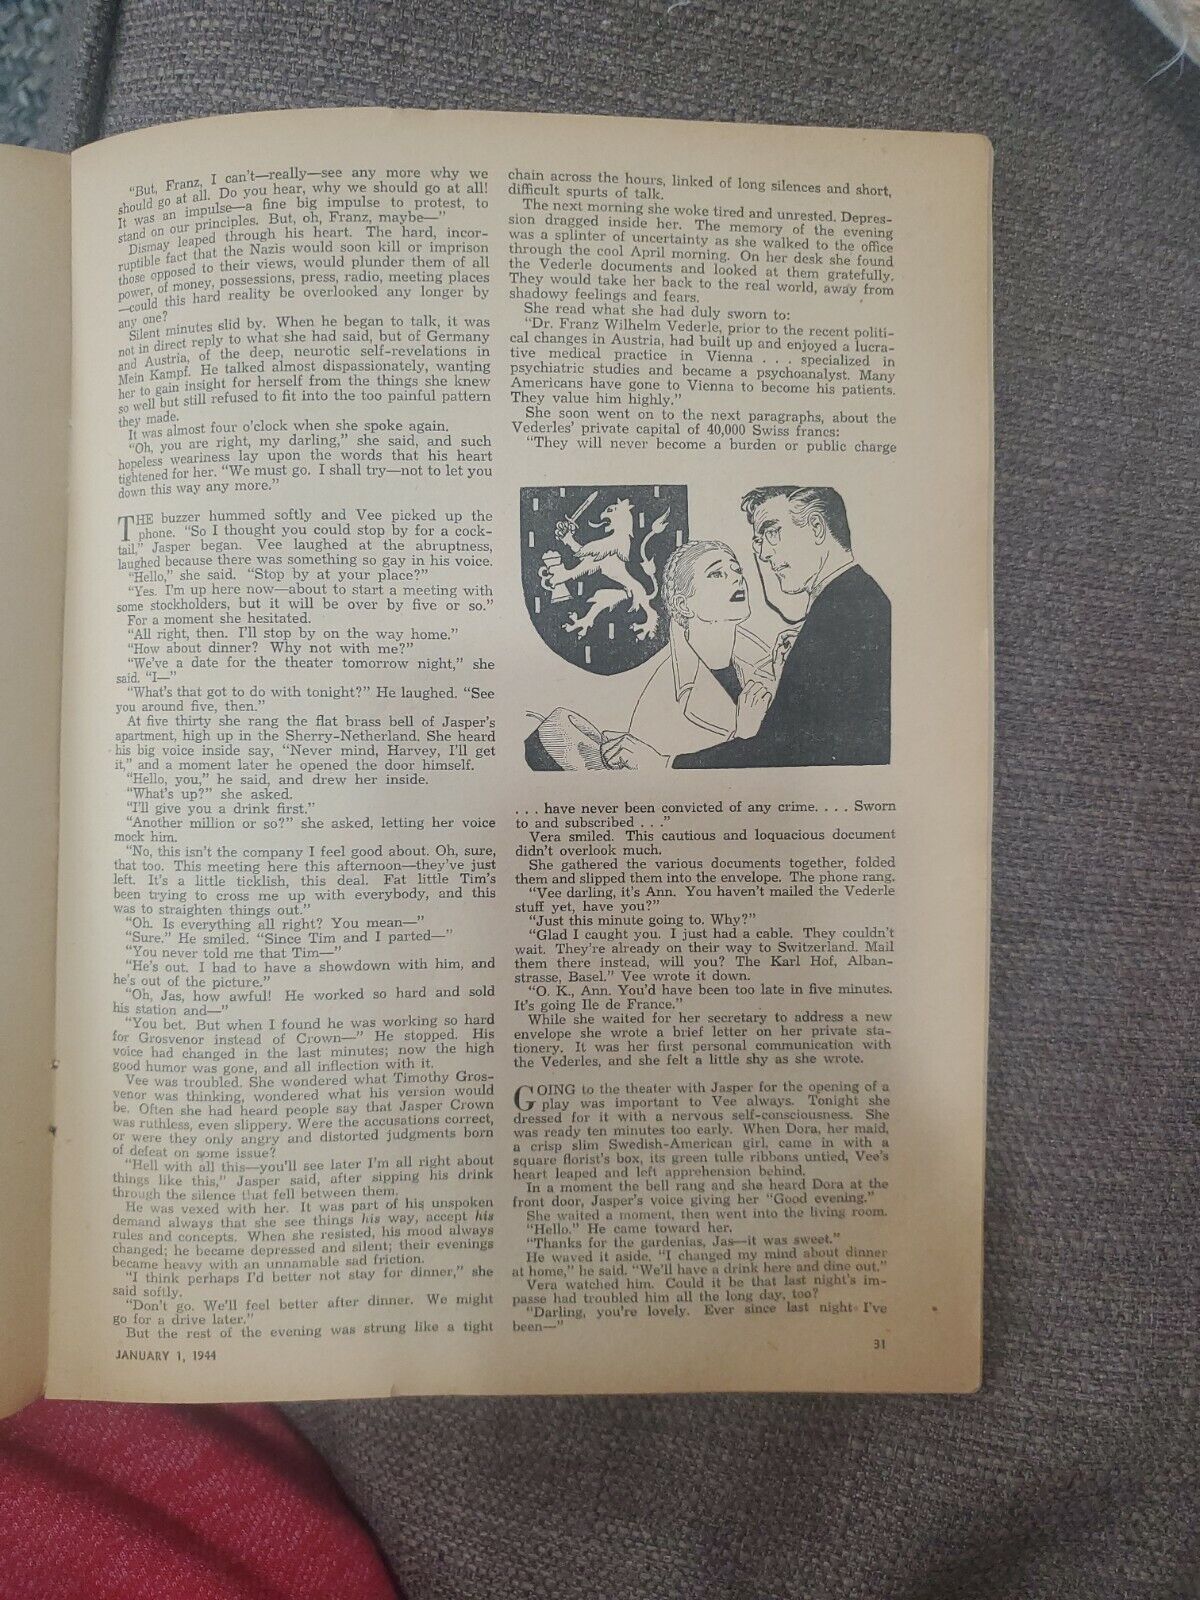 "But, Franz, I can't—really—see any more why we
should go at all. Do you hear, why we should go at all!
It was an impulse—a fine big impulse to protest, to
stand on our principles. But, oh, Franz, maybe—"
Dismay leaped through his heart. The hard, incor-
ruptible fact that the Nazis would soon kill or imprison
those opposed to their views, would plunder them of all
power, of money, possessions, press, radio, meeting places
—could this hard reality be overlooked any longer by
any one?
Silent minutes slid by. When he began to talk, it was
not in direct reply to what she had said, but of Germany
and Austria, of the deep, neurotic self-revelations in
Mein Kampf. He talked almost dispassionately, wanting
her to gain insight for herself from the things she knew
so well but still refused to fit into the too painful pattern
they made.
It was almost four o'clock when she spoke again.
"Oh, you are right, my darling," she said, and such
hopeless weariness lay upon the words that his heart
tightened for her. "We must go. I shall try—not to let you
down this way any more."
THE buzzer hummed softly and Vee picked up the
phone. "So I thought you could stop by for a cock-
tail," Jasper began. Vee laughed at the abruptness,
laughed because there was something so gay in his voice.
"Hello," she said. "Stop by at your place?"
"Yes. I'm up here now—about to start a meeting with
some stockholders, but it will be over by five or so."
For a moment she hesitated.
"All right, then. I'll stop by on the way home."
"How about dinner? Why not with me?"
"We've a date for the theater tomorrow night," she
said. "I—"
"What's that got to do with tonight?" He laughed. "See
you around five, then."
At five thirty she rang the flat brass bell of Jasper's
apartment, high up in the Sherry-Netherland. She heard
his big voice inside say, "Never mind, Harvey, I'll get
it," and a moment later he opened the door himself.
"Hello, you," he said, and drew her inside.
"What's up?" she asked.
"I'll give you a drink first."
"Another million or so?" she asked, letting her voice
mock him.
"No, this isn't the company I feel good about. Oh, sure,
that too. This meeting here this afternoon—they've just
left. It's a little ticklish, this deal. Fat little Tim's
been trying to cross me up with everybody, and this
was to straighten things out."
"Oh. Is everything all right? You mean—"
"Sure." He smiled. "Since Tim and I parted—"
"You never told me that Tim—"
"He's out. I had to have a showdown with him, and
he's out of the picture."
"Oh, Jas, how awful! He worked so hard and sold
his station and—"
"You bet. But when I found he was working so hard
for Grosvenor instead of Crown—" He stopped. His
voice had changed in the last minutes; now the high
good humor was gone, and all inflection with it.
Vee was troubled. She wondered what Timothy Gros-
venor was thinking, wondered what his version would
be. Often she had heard people say that Jasper Crown
was ruthless, even slippery. Were the accusations correct,
or were they only angry and distorted judgments born
of defeat on some issue?
"Hell with all this—you'll see later I'm all right about
things like this," Jasper said, after sipping his drink
through the silence that fell between them.
He was vexed with her. It was part of his unspoken
demand always that she see things his way, accept his
rules and concepts. When she resisted, his mood always
changed; he became depressed and silent; their evenings
became heavy with an unnamable sad friction.
"I think perhaps I'd better not stay for dinner," she
said softly.
"Don't go. We'll feel better after dinner. We might
go for a drive later."
But the rest of the evening was strung like a tight
chain across the hours, linked of long silences and short,
difficult spurts of talk.
The next morning she woke tired and unrested. Depres-
sion dragged inside her. The memory of the evening
was a splinter of uncertainty as she walked to the office
through the cool April morning. On her desk she found
the Vederle documents and looked at them gratefully.
They would take her back to the real world, away from
shadowy feelings and fears.
She read what she had duly sworn to:
"Dr. Franz Wilhelm Vederle, prior to the recent politi-
cal changes in Austria, had built up and enjoyed a lucra-
tive medical practice in Vienna . . . specialized in
psychiatric studies and became a psychoanalyst. Many
Americans have gone to Vienna to become his patients.
They value him highly."
She soon went on to the next paragraphs, about the
Vederles' private capital of 40,000 Swiss francs:
"They will never become a burden or public charge
. . . have never been convicted of any crime. . . . Sworn
to and subscribed . . ."
Vera smiled. This cautious and loquacious document
didn't overlook much.
She gathered the various documents together, folded
them and slipped them into the envelope. The phone rang.
"Vee darling, it's Ann. You haven't mailed the Vederle
stuff yet, have you?"
"Just this minute going to. Why?"
"Glad I caught you. I just had a cable. They couldn't
wait. They're already on their way to Switzerland. Mail
them there instead, will you? The Karl Hof, Alban-
strasse, Basel." Vee wrote it down.
"O. K., Ann. You'd have been too late in five minutes.
It's going Ile de France."
While she waited for her secretary to address a new
envelope she wrote a brief letter on her private sta-
tionery. It was her first personal communication with
the Vederles, and she felt a little shy as she wrote.
GOING to the theater with Jasper for the opening of a
play was important to Vee always. Tonight she
dressed for it with a nervous self-consciousness. She
was ready ten minutes too early. When Dora, her maid,
a crisp slim Swedish-American girl, came in with a
square florist's box, its green tulle ribbons untied, Vee's
heart leaped and left apprehension behind.
In a moment the bell rang and she heard Dora at the
front door, Jasper's voice giving her "Good evening."
She waited a moment, then went into the living room.
"Hello." He came toward her.
"Thanks for the gardenias, Jas—it was sweet."
He waved it aside. "I changed my mind about dinner
at home," he said. "We'll have a drink here and dine out."
Vera watched him. Could it be that last night's im-
passe had troubled him all the long day, too?
"Darling, you're lovely. Ever since last night I've
been—"
JANUARY 1, 1944
31